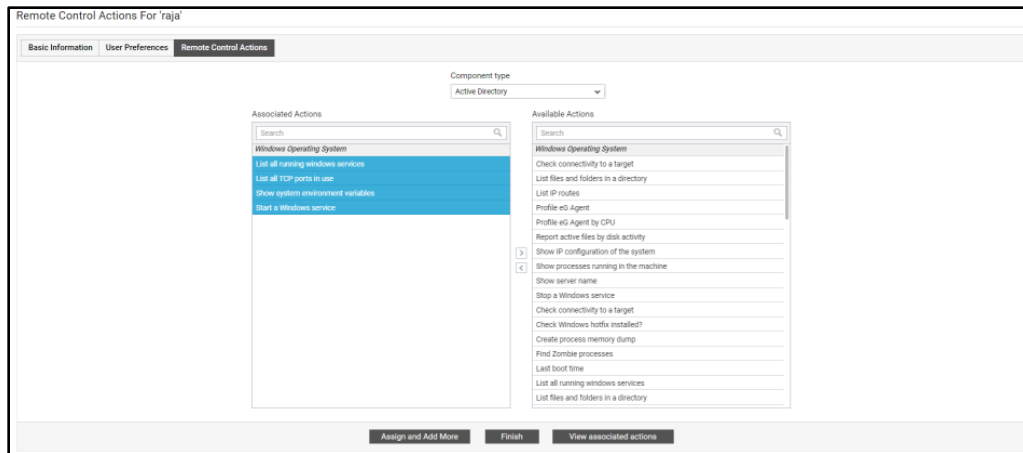 Remote Control Actions For 'raja'
Basic Information User Preferences Remote Control Actions
Component type
Active Directory
Associated Actions
Search
Windows Operating System
List all running windows services
List all TCP ports in use
Show system environment variables
Start a Windows service
Available Actions
Search
Windows Operating System
Check connectivity to a target
List files and folders in a directory
List IP routes
Profile eG Agent
Profile eG Agent by CPU
Report active files by disk activity
Show IP configuration of the system
Show processes running in the machine
Show server name
Stop a Windows service
Check connectivity to a target
Check Windows hotfix installed?
Create process memory dump
Find Zombie processes
Last boot time
List all running windows services
List files and folders in a directory
Assign and Add More Finish View associated actions